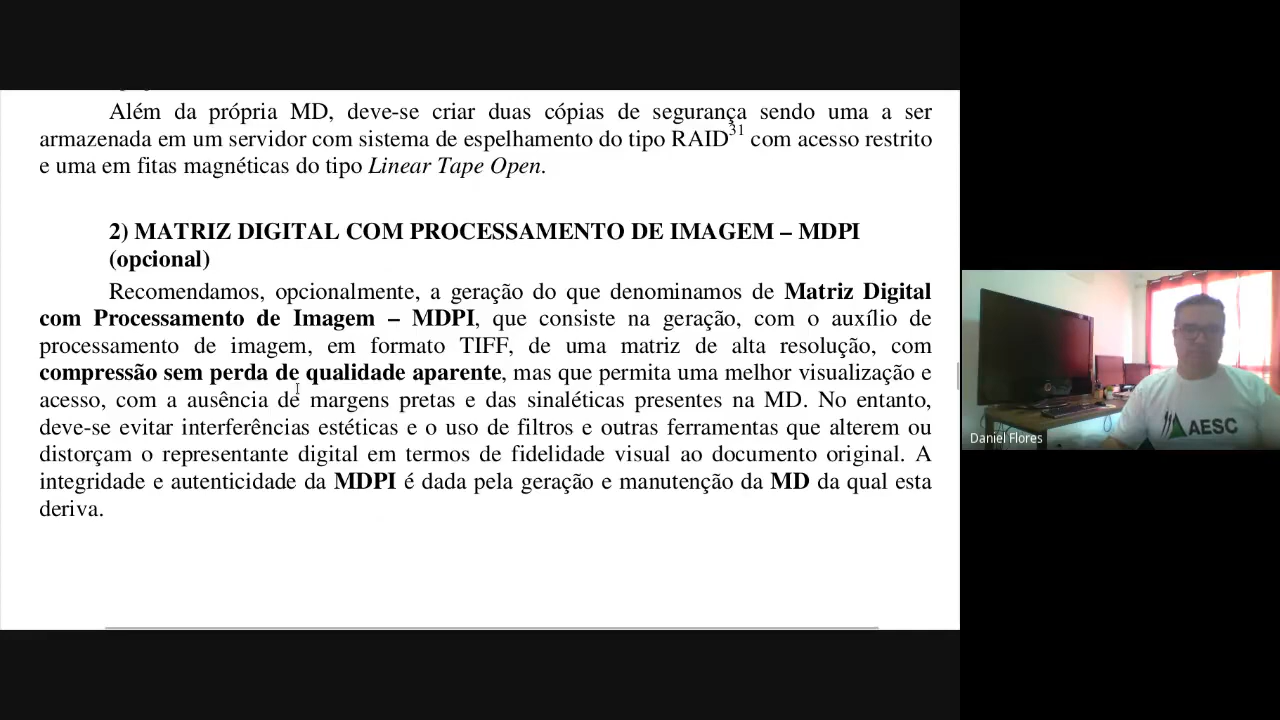 Além da própria MD, deve-se criar duas cópias de segurança sendo uma a ser
armazenada em um servidor com sistema de espelhamento do tipo RAID31 com acesso restrito
e uma em fitas magnéticas do tipo Linear Tape Open.
2) MATRIZ DIGITAL COM PROCESSAMENTO DE IMAGEM – MDPI
(opcional)
Recomendamos, opcionalmente, a geração do que denominamos de Matriz Digital
com Processamento de Imagem – MDPI, que consiste na geração, com o auxílio de
processamento de imagem, em formato TIFF, de uma matriz de alta resolução, com
compressão sem perda de qualidade aparente, mas que permita uma melhor visualização e
acesso, com a ausência de margens pretas e das sinaléticas presentes na MD. No entanto,
deve-se evitar interferências estéticas e o uso de filtros e outras ferramentas que alterem ou
distorçam o representante digital em termos de fidelidade visual ao documento original. A
integridade e autenticidade da MDPI é dada pela geração e manutenção da MD da qual esta
deriva.
AESC
Daniel Flores